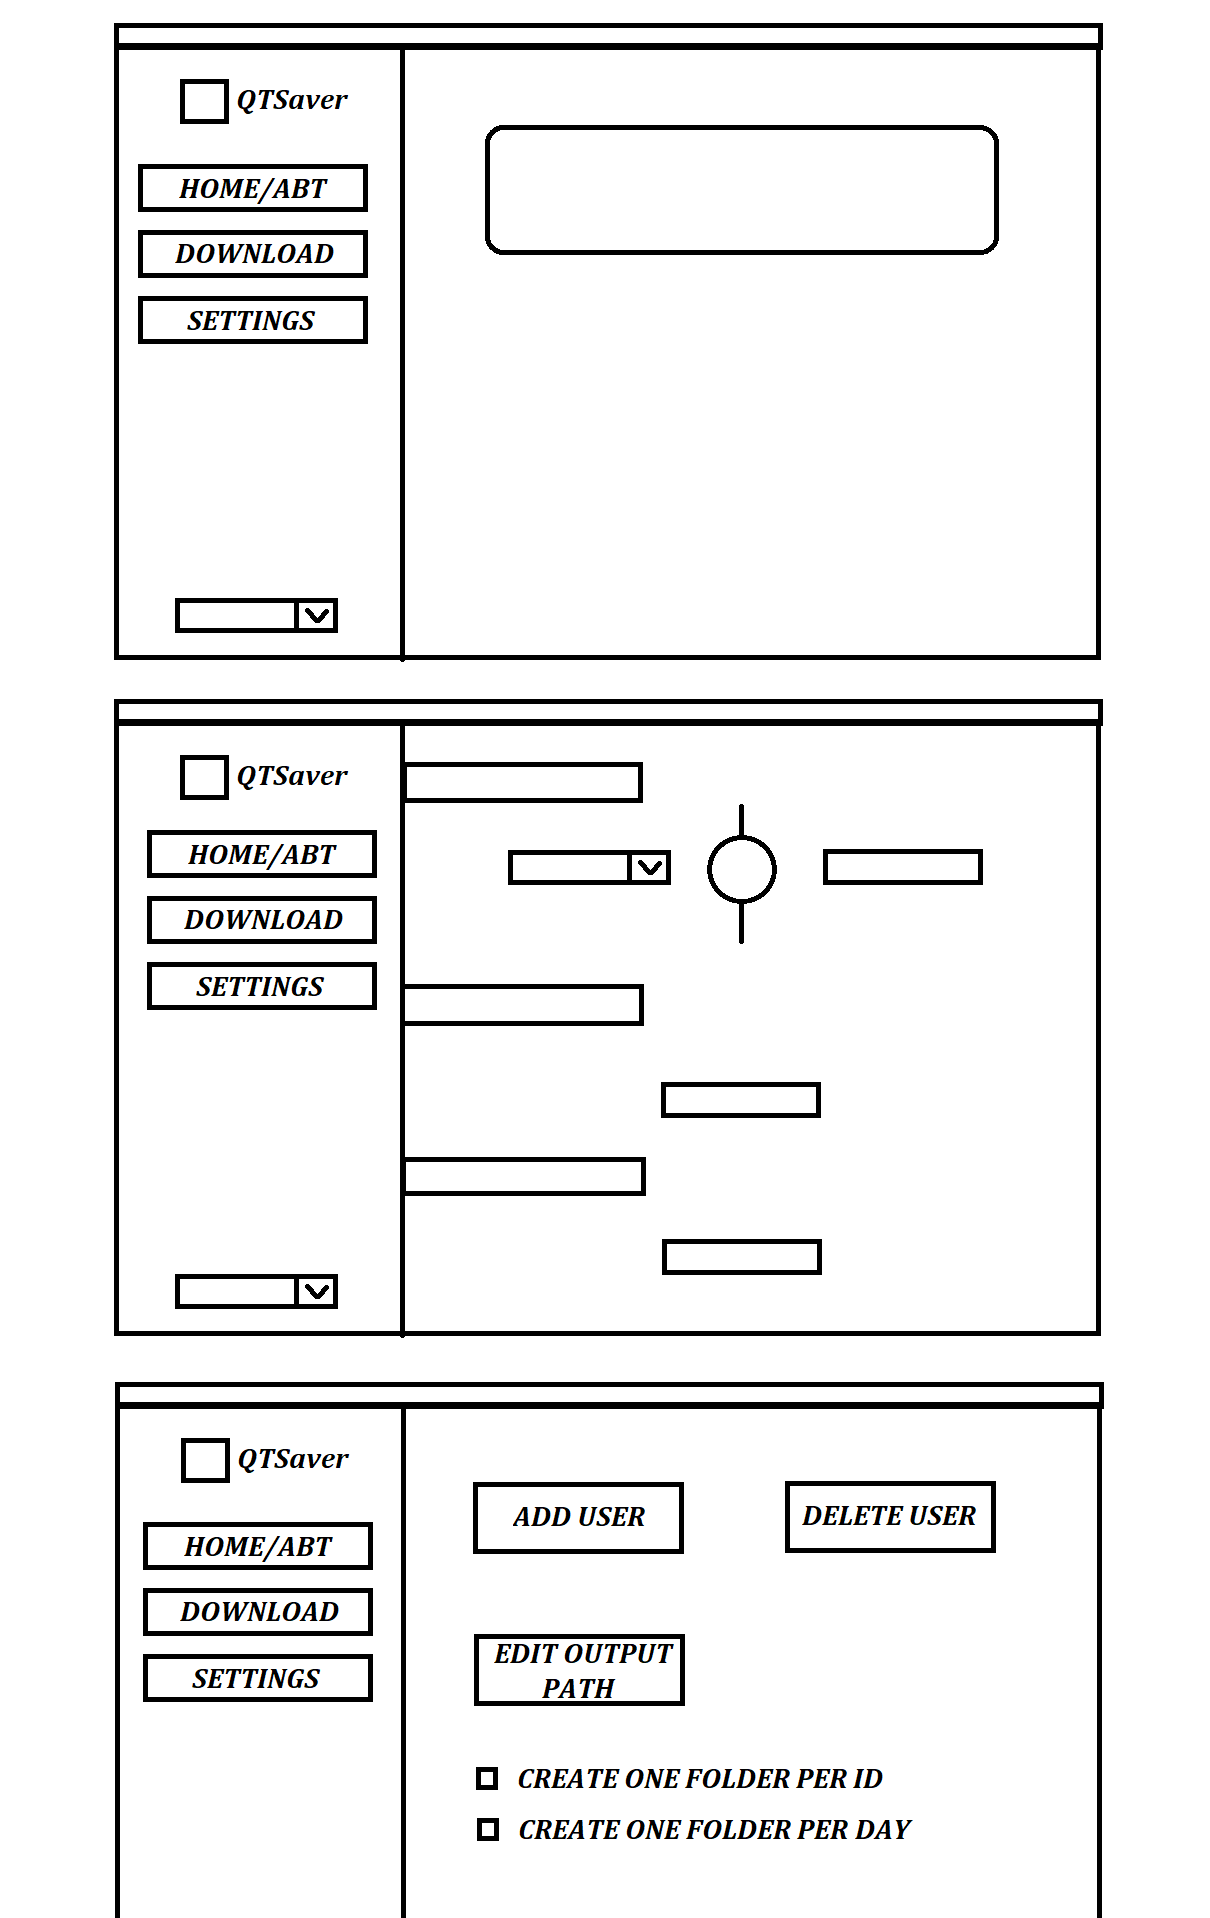 QTSaver
HOME/ABT
DOWNLOAD
SETTINGS
QTSaver
HOME/ABT
DOWNLOAD
SETTINGS
QTSaver
HOME/ABT
DOWNLOAD
SETTINGS
ADD USER
DELETE USER
EDIT OUTPUT
PATH
CREATE ONE FOLDER PER ID
CREATE ONE FOLDER PER DAY